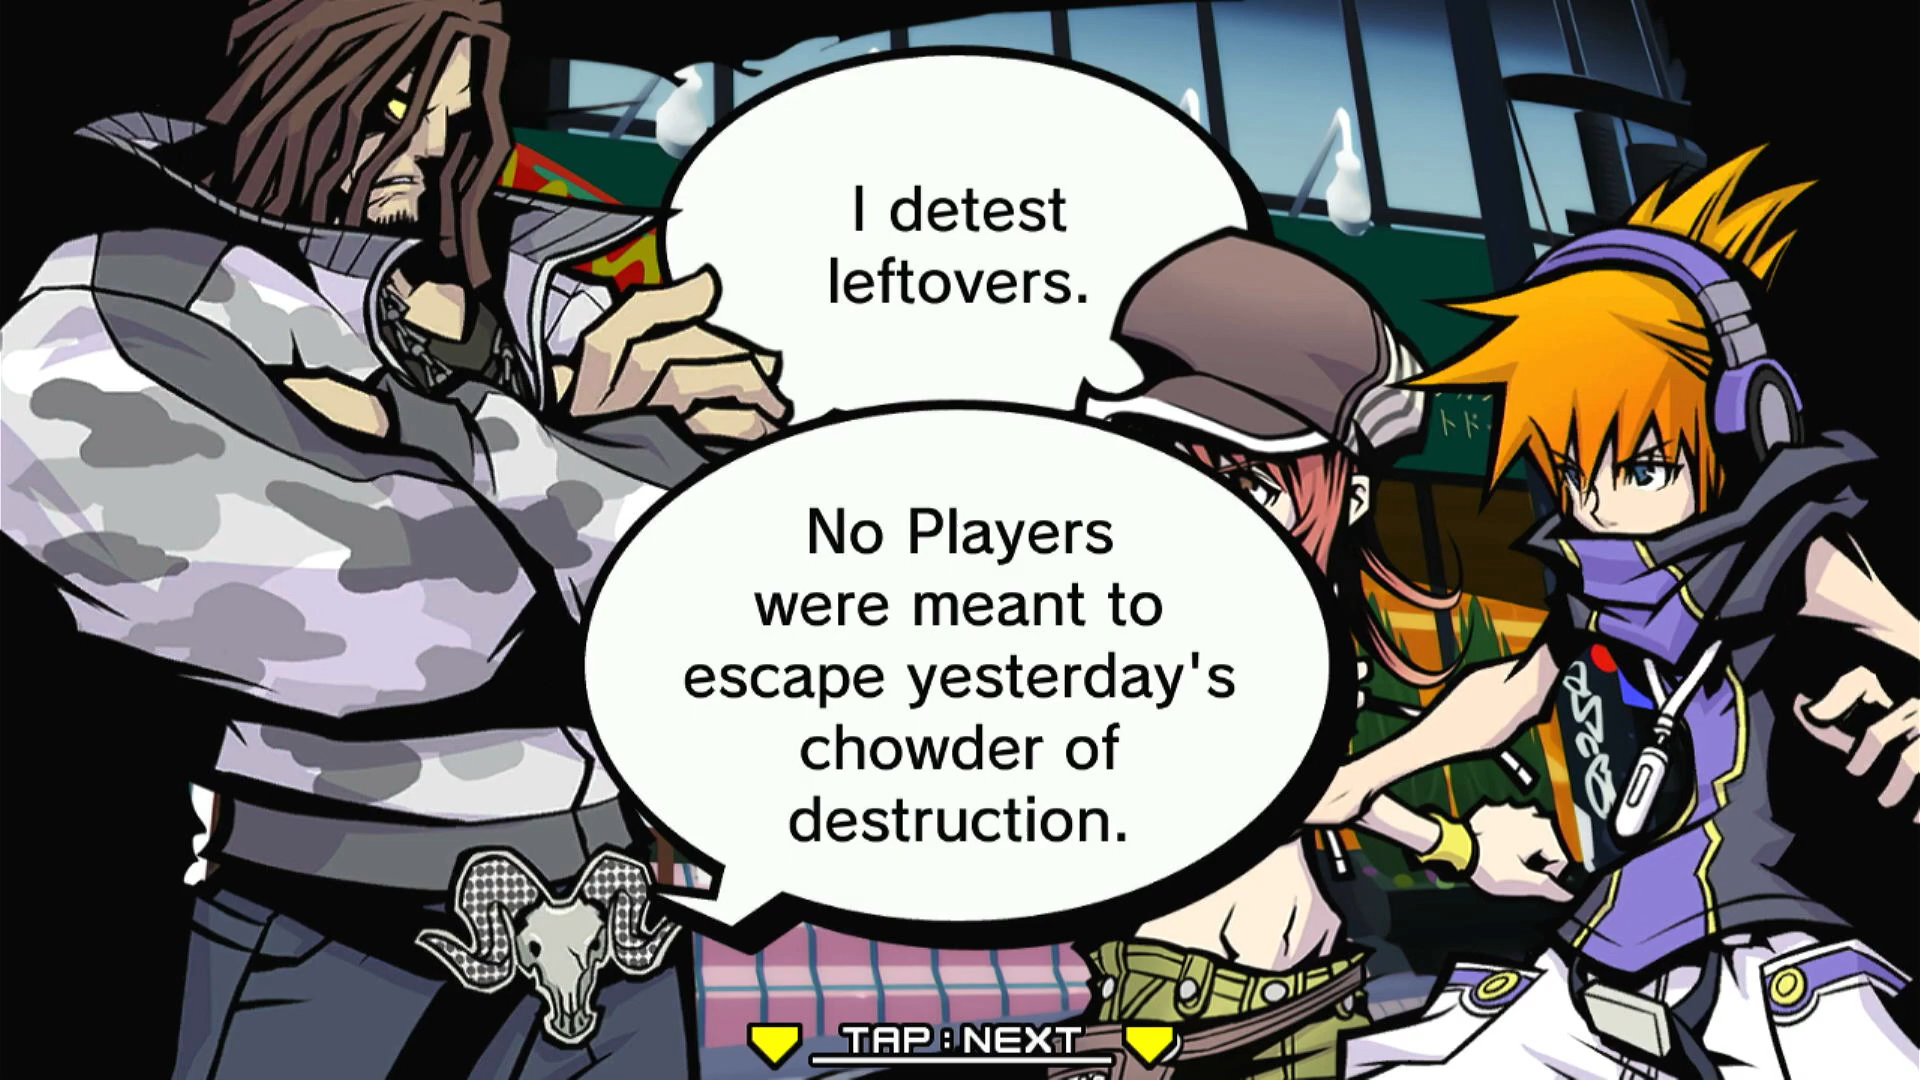 I detest
leftovers.
No Players
were meant to
escape yesterday's
chowder of
destruction.
TAP:NEXT